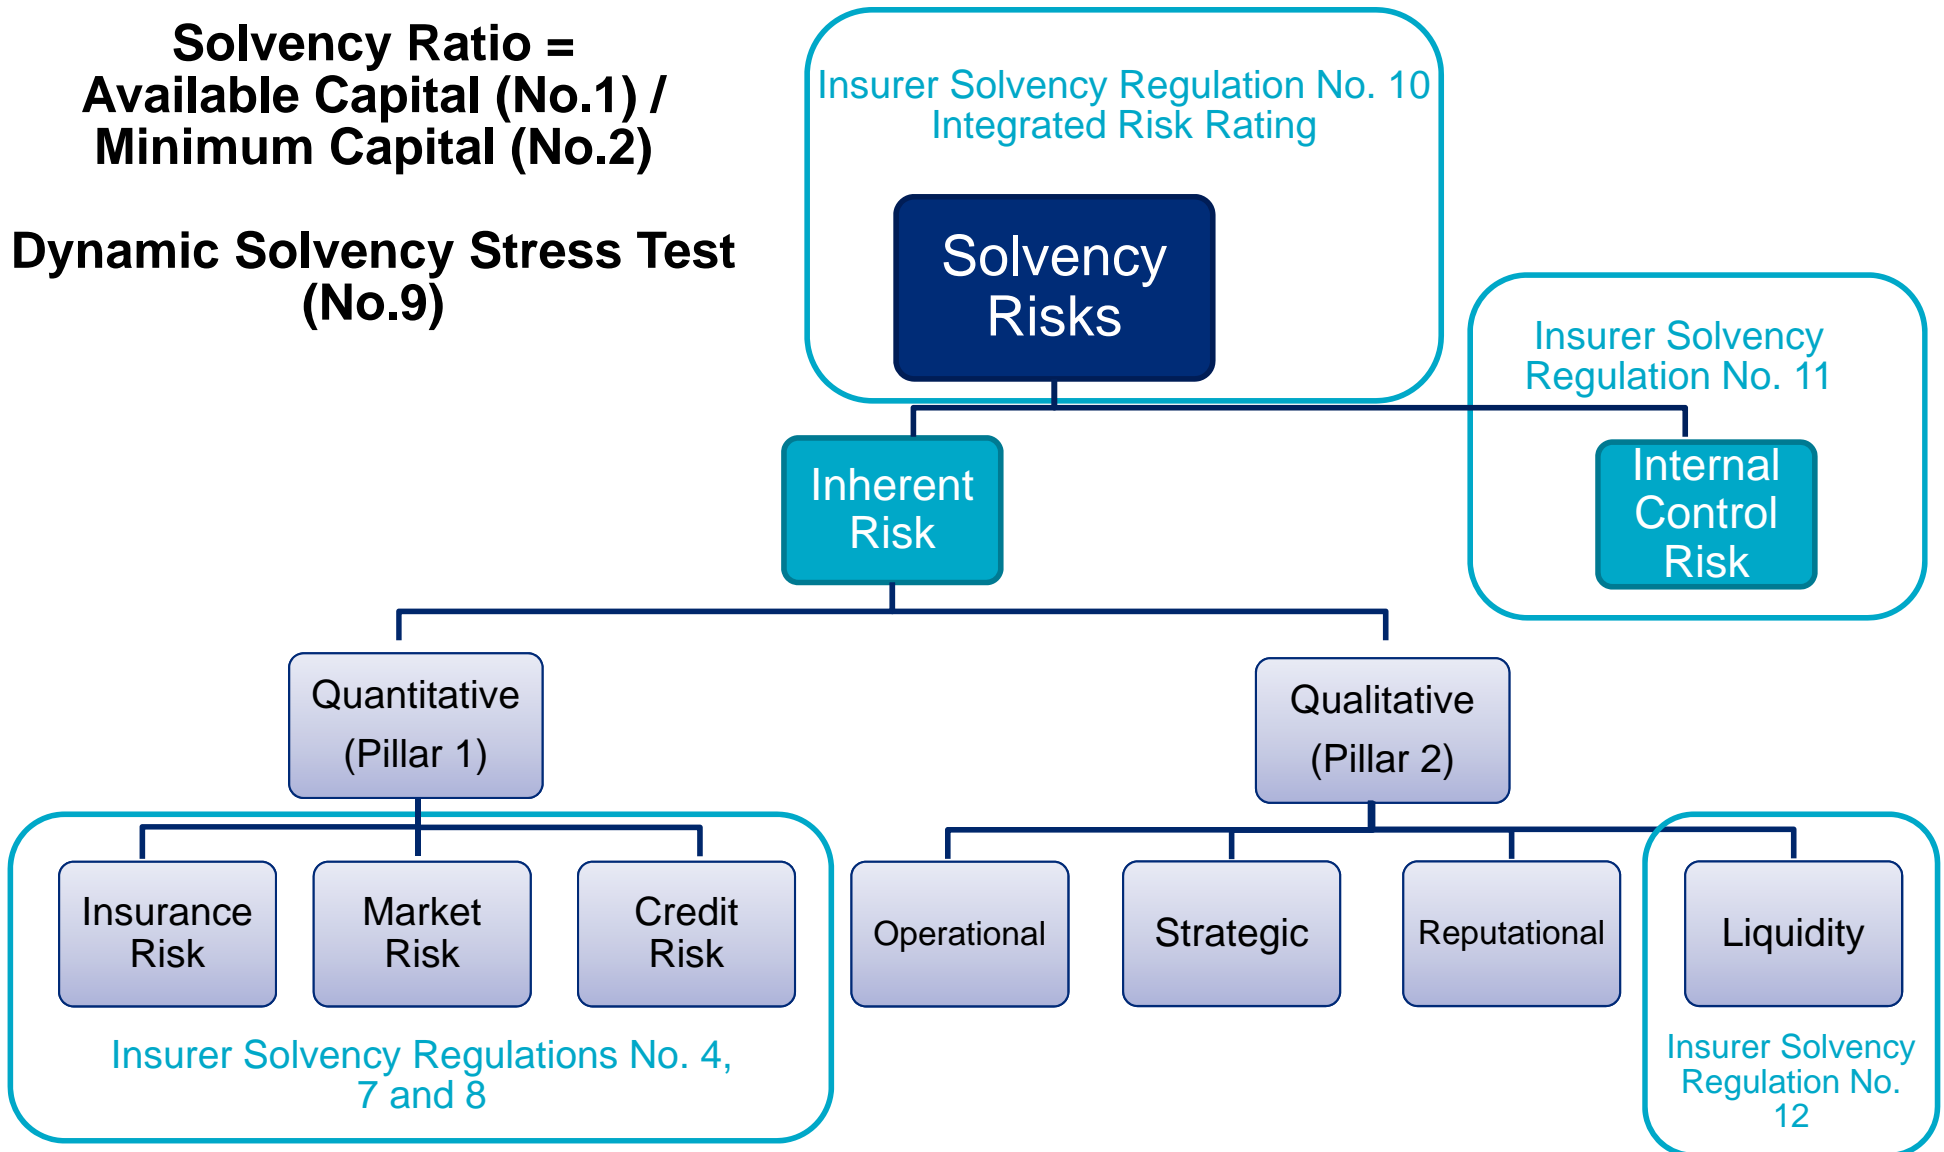 Solvency Ratio =
Available Capital (No.1) /
Minimum Capital (No.2)
Dynamic Solvency Stress Test
(No.9)
Insurer Solvency Regulation No. 10
Integrated Risk Rating
Solvency
Risks
Insurer Solvency
Regulation No. 11
Inherent
Risk
Internal
Control
Risk
Quantitative
(Pillar 1)
Qualitative
(Pillar 2)
Insurance
Risk
Market
Risk
Credit
Risk
Operational
Strategic
Reputational
Liquidity
Insurer Solvency Regulations No. 4,
7 and 8
Insurer Solvency
Regulation No.
12